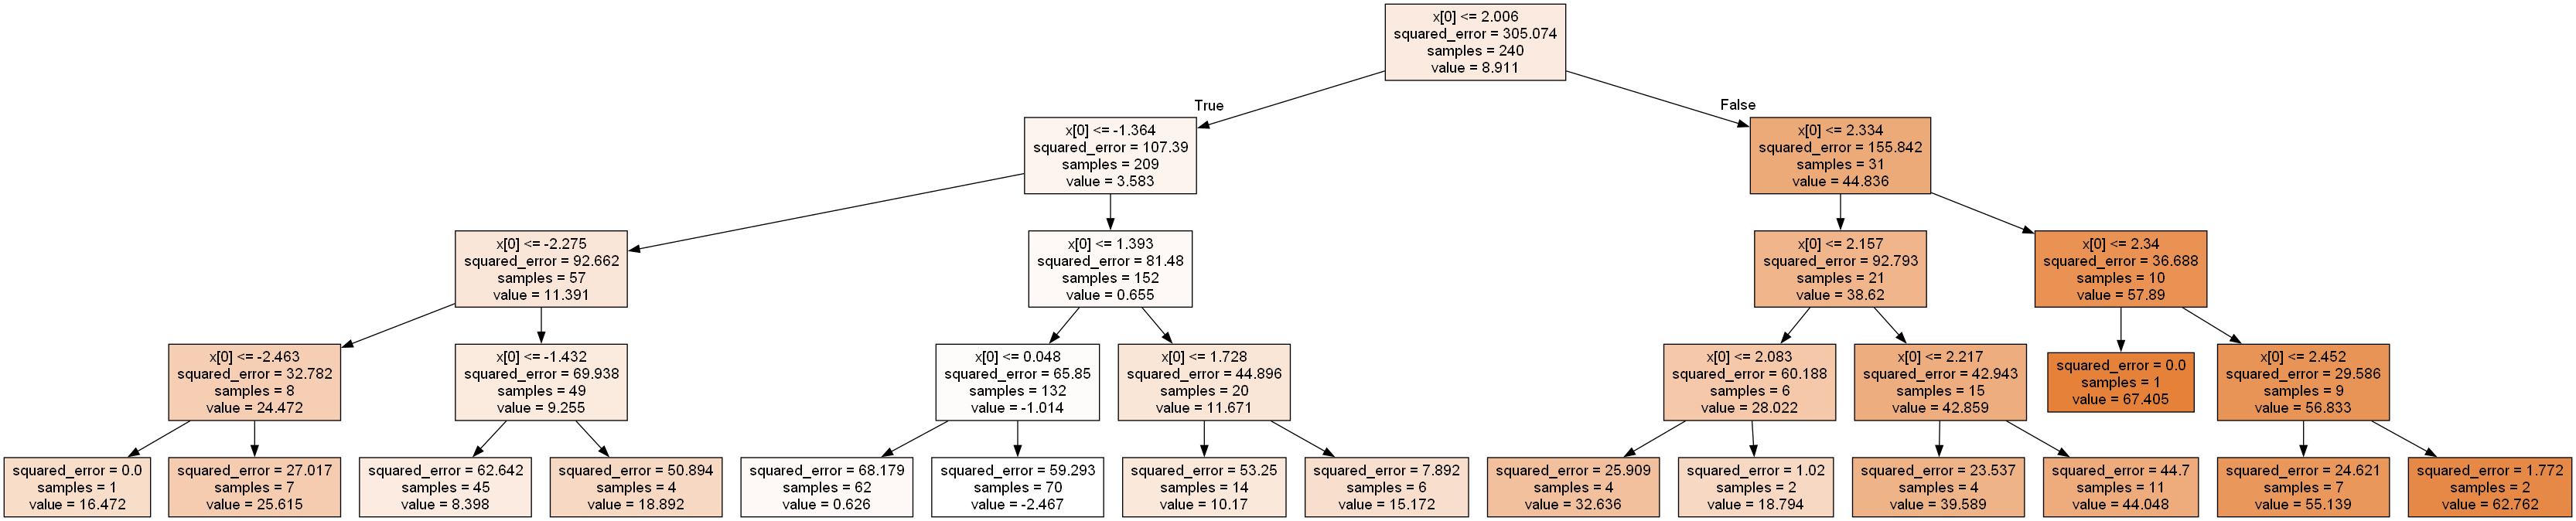 x[0] <= 2.006
squared_error = 305.074
samples = 240
value = 8.911
True
False
x[0] <= -1.364
squared_error = 107.39
samples = 209
value = 3.583
x[0] <= 2.334
squared_error = 155.842
samples = 31
value = 44.836
x[0] <= -2.275
squared_error = 92.662
samples = 57
value = 11.391
x[0] <= 1.393
squared_error = 81.48
samples = 152
value = 0.655
x[0] <= 2.157
squared_error = 92.793
samples = 21
value = 38.62
x[0] <= 2.34
squared_error = 36.688
samples = 10
value = 57.89
x[0] <= -2.463
squared_error = 32.782
samples = 8
value = 24.472
x[0] <= -1.432
squared_error = 69.938
samples = 49
value = 9.255
x[0] <= 0.048
squared_error = 65.85
samples = 132
value = -1.014
x[0] <= 1.728
squared_error = 44.896
samples = 20
value = 11.671
x[0] <= 2.083
squared_error = 60.188
samples = 6
value = 28.022
x[0] <= 2.217
squared_error = 42.943
samples = 15
value = 42.859
squared_error = 0.0
samples = 1
value = 67.405
x[0] <= 2.452
squared_error = 29.586
samples = 9
value = 56.833
squared_error = 0.0
samples = 1
value = 16.472
squared_error = 27.017
samples = 7
value = 25.615
squared_error = 62.642
samples = 45
value = 8.398
squared_error = 50.894
samples = 4
value = 18.892
squared_error = 68.179
samples = 62
value = 0.626
squared_error = 59.293
samples = 70
value = -2.467
squared_error = 53.25
samples = 14
value = 10.17
squared_error = 7.892
samples = 6
value = 15.172
squared_error = 25.909
samples = 4
value = 32.636
squared_error = 1.02
samples = 2
value = 18.794
squared_error = 23.537
samples = 4
value = 39.589
squared_error = 44.7
samples = 11
value = 44.048
squared_error = 24.621
samples = 7
value = 55.139
squared_error = 1.772
samples = 2
value = 62.762